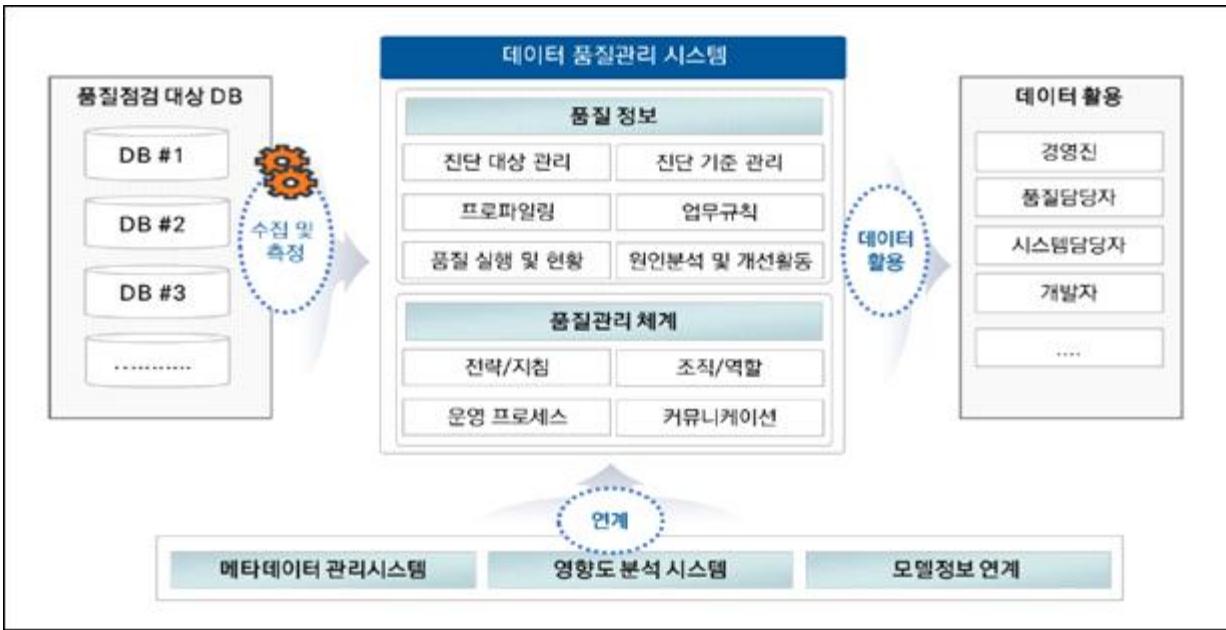 데이터 품질관리 시스템
품질점검 대상 DB
DB #1
DB #2
DB #3
...........
수집 및
측정
품질 정보
진단 대상 관리
진단 기준 관리
프로파일링
업무규칙
품질 실행 및 현황
원인분석 및 개선활동
품질관리 체계
전략/지침
조직/역할
운영 프로세스
커뮤니케이션
데이터
활용
데이터 활용
경영진
품질담당자
시스템담당자
개발자
....
연계
메타데이터 관리시스템
영향도 분석 시스템
모델정보 연계